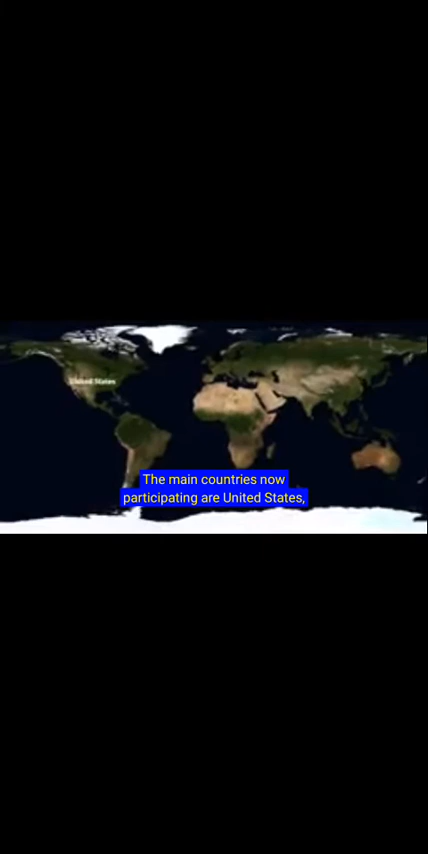 United States
The main countries now
participating are United States,